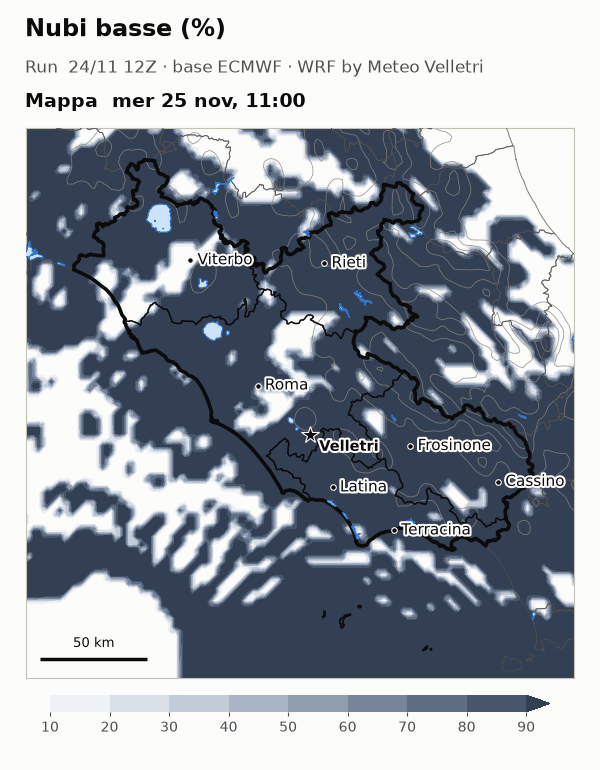 Nubi basse (%)
Run  24/11 12Z · base ECMWF · WRF by Meteo Velletri
Mappa  mer 25 nov, 11:00
Viterbo
Rieti
Roma
Velletri
Frosinone
Cassino
Latina
Terracina
50 km
10 20 30 40 50 60 70 80 90